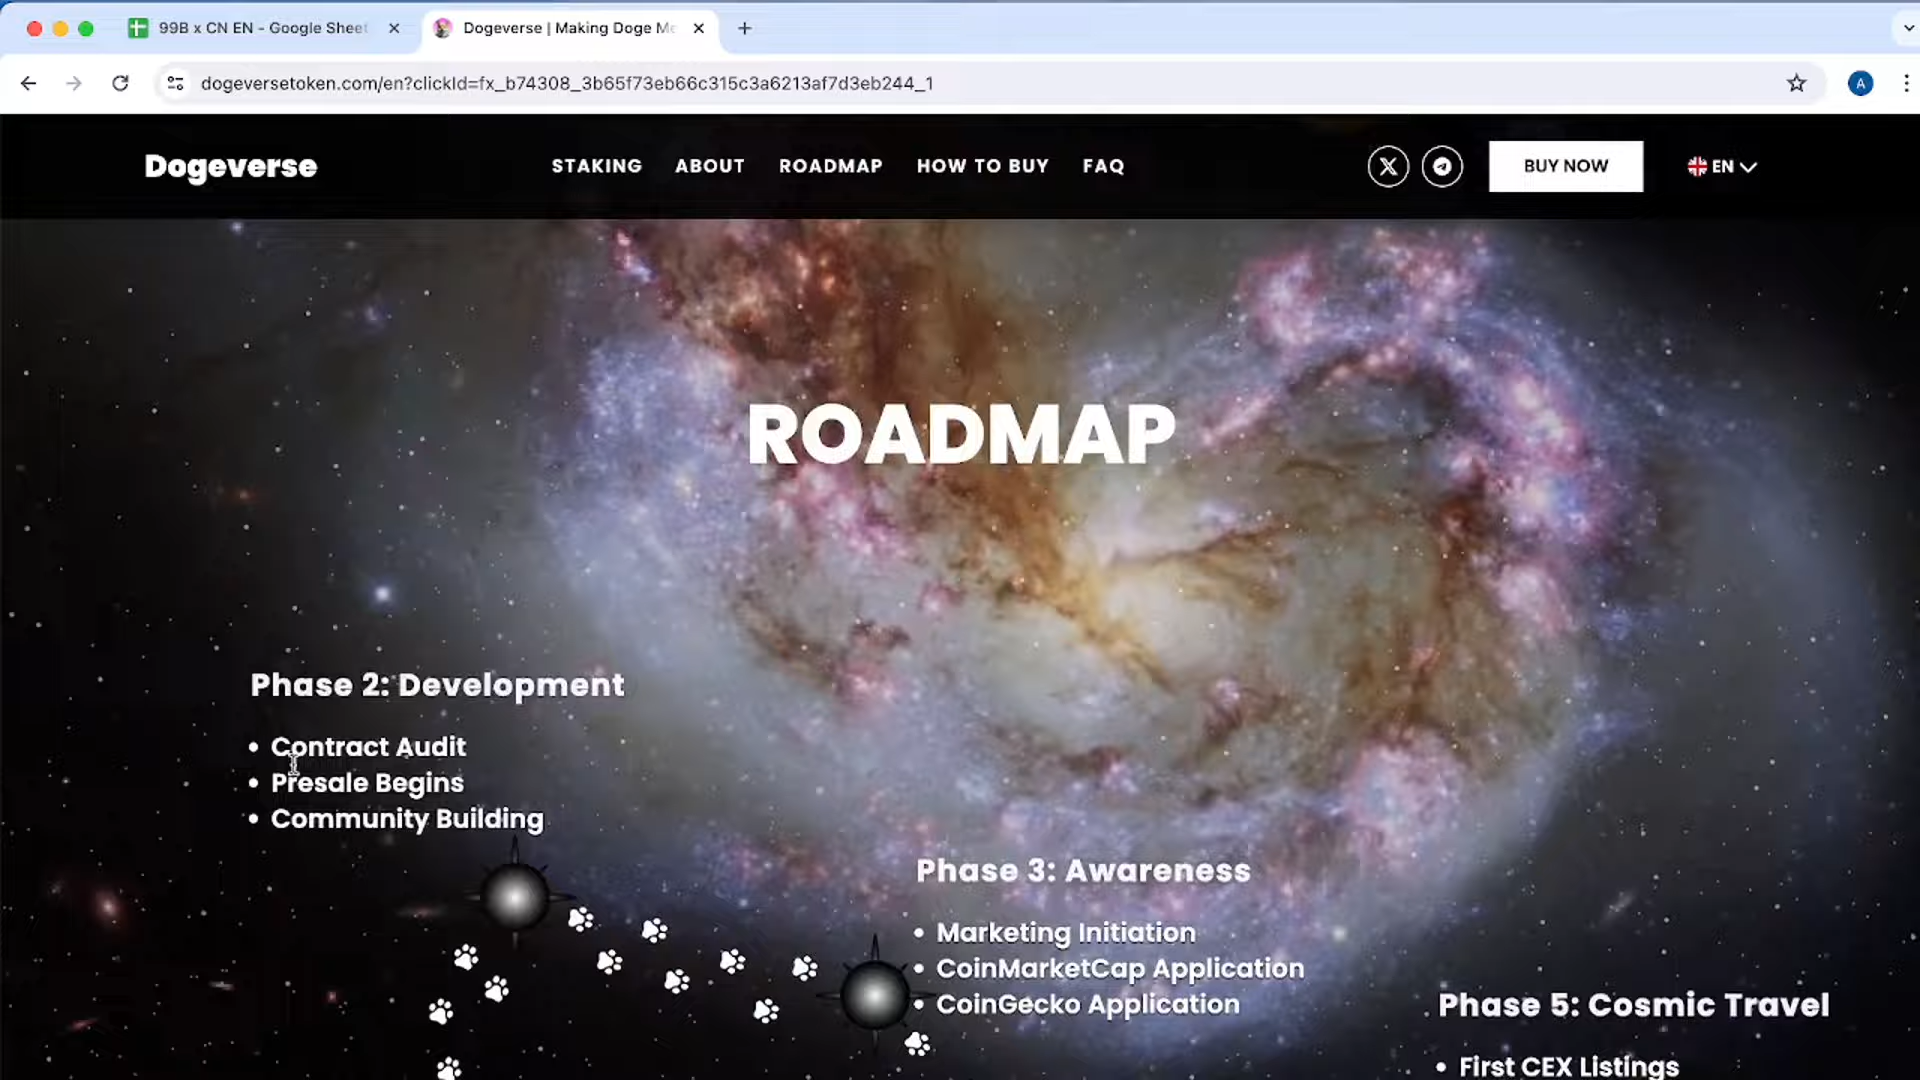 99B x CN EN - Google Sheet
Dogeverse | Making Doge Me
dogeversetoken.com/en?clickId=fx_b74308_3b65f73eb66c315c3a6213af7d3eb244_1
A
Dogeverse
STAKING
ABOUT
ROADMAP
HOW TO BUY
FAQ
BUY NOW
EN
ROADMAP
Phase 2: Development
• Contract Audit
• Presale Begins
• Community Building
Phase 3: Awareness
• Marketing Initiation
• CoinMarketCap Application
• CoinGecko Application
Phase 5: Cosmic Travel
• First CEX Listings